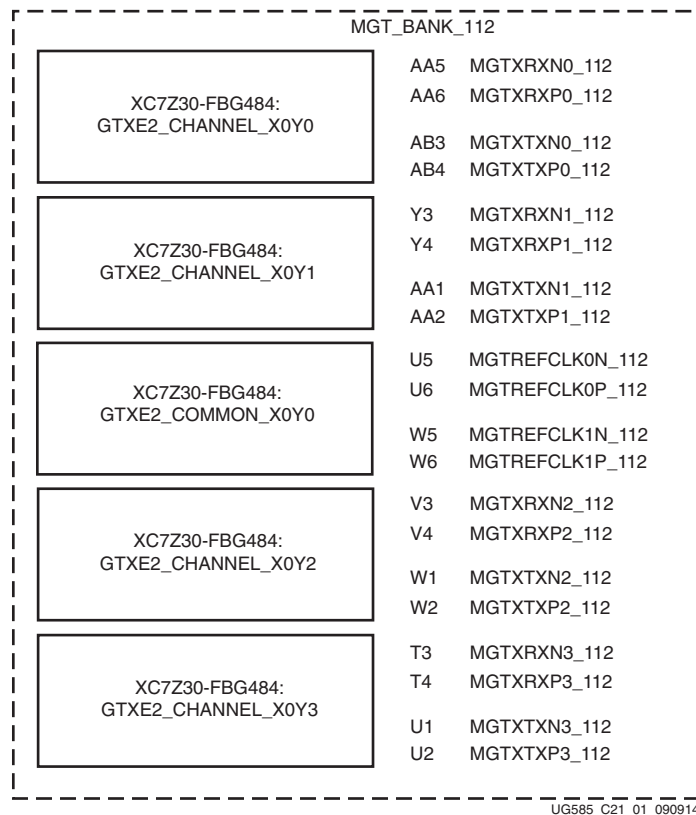 MGT_BANK_112
XC7Z30-FBG484:
GTXE2_CHANNEL_X0Y0
AA5 MGTXRXN0_112
AA6 MGTXRXP0_112
AB3 MGTXTXN0_112
AB4 MGTXTXP0_112
XC7Z30-FBG484:
GTXE2_CHANNEL_X0Y1
Y3 MGTXRXN1_112
Y4 MGTXRXP1_112
AA1 MGTXTXN1_112
AA2 MGTXTXP1_112
XC7Z30-FBG484:
GTXE2_COMMON_X0Y0
U5 MGTREFCLK0N_112
U6 MGTREFCLK0P_112
W5 MGTREFCLK1N_112
W6 MGTREFCLK1P_112
XC7Z30-FBG484:
GTXE2_CHANNEL_X0Y2
V3 MGTXRXN2_112
V4 MGTXRXP2_112
W1 MGTXTXN2_112
W2 MGTXTXP2_112
XC7Z30-FBG484:
GTXE2_CHANNEL_X0Y3
T3 MGTXRXN3_112
T4 MGTXRXP3_112
U1 MGTXTXN3_112
U2 MGTXTXP3_112
UG585_C21_01_090914